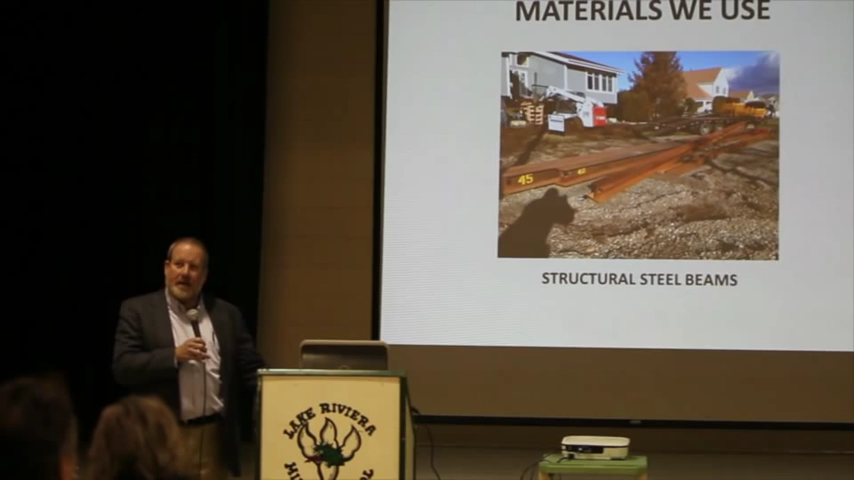 MATERIALS WE USE
45
STRUCTURAL STEEL BEAMS
LAKE RIVIERA